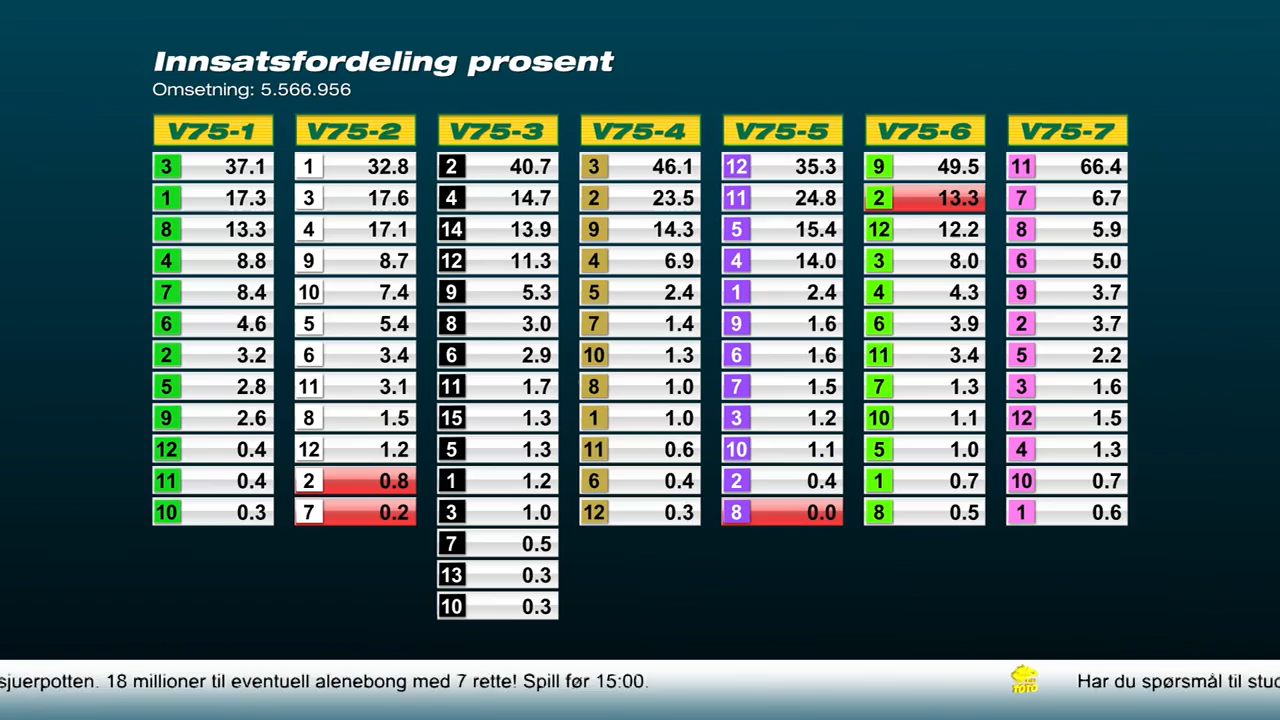 Innsatsfordeling prosent
Omsetning: 5.566.956
V75-1 V75-2 V75-3 V75-4 V75-5 V75-6 V75-7
3 37.1 1 32.8 2 40.7 3 46.1 12 35.3 9 49.5 11 66.4
1 17.3 3 17.6 4 14.7 2 23.5 11 24.8 2 13.3 7 6.7
8 13.3 4 17.1 14 13.9 9 14.3 5 15.4 12 12.2 8 5.9
4 8.8 9 8.7 12 11.3 4 6.9 4 14.0 3 8.0 6 5.0
7 8.4 10 7.4 9 5.3 5 2.4 1 2.4 4 4.3 9 3.7
6 4.6 5 5.4 8 3.0 7 1.4 9 1.6 6 3.9 2 3.7
2 3.2 6 3.4 6 2.9 10 1.3 6 1.6 11 3.4 5 2.2
5 2.8 11 3.1 11 1.7 8 1.0 7 1.5 7 1.3 3 1.6
9 2.6 8 1.5 15 1.3 1 1.0 3 1.2 10 1.1 12 1.5
12 0.4 12 1.2 5 1.3 11 0.6 10 1.1 5 1.0 4 1.3
11 0.4 2 0.8 1 1.2 6 0.4 2 0.4 1 0.7 10 0.7
10 0.3 7 0.2 3 1.0 12 0.3 8 0.0 8 0.5 1 0.6
7 0.5
13 0.3
10 0.3
sjuerpotten. 18 millioner til eventuell alenebong med 7 rette! Spill før 15:00. TOTO Har du spørsmål til stud